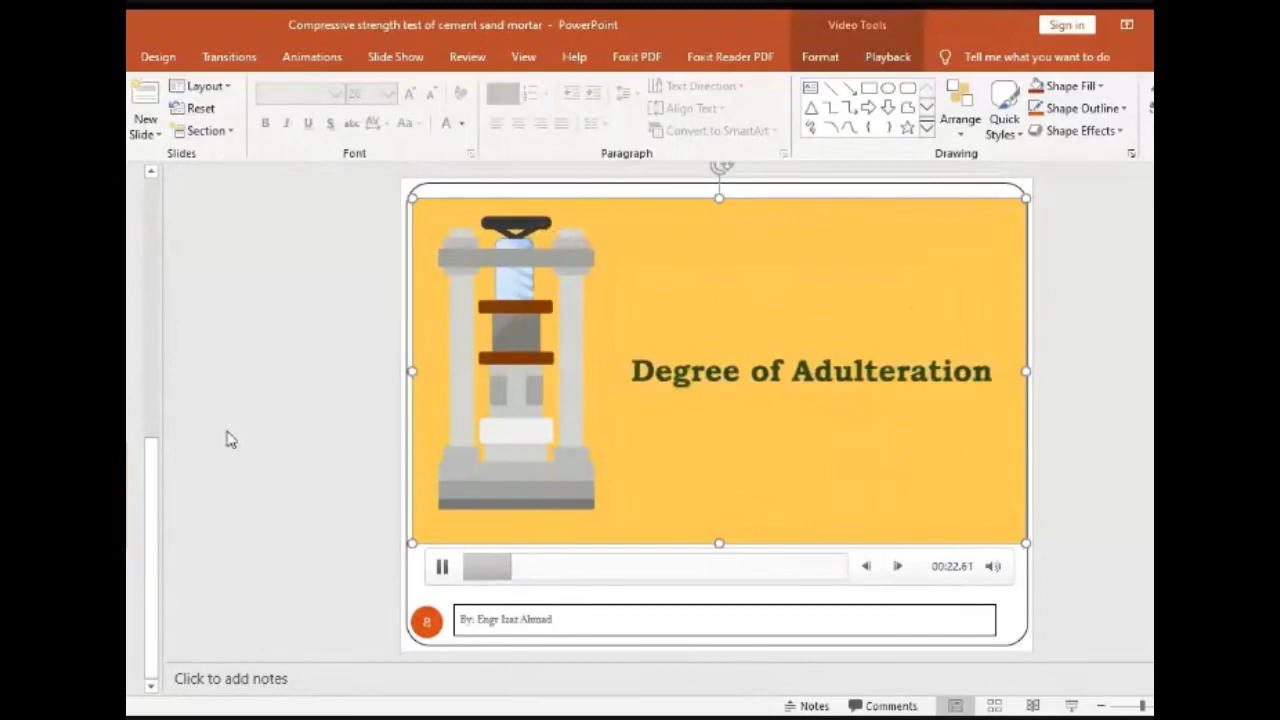 Compressive strength test of cement sand mortar - PowerPoint
Video Tools
Sign in
Design
Transitions
Animations
Slide Show
Review
View
Help
Foxit PDF
Foxit Reader PDF
Format
Playback
Tell me what you want to do
New Slide
Layout
Reset
Section
Slides
28
A A
B I U S abc AV Aa A
Font
Text Direction
Align Text
Convert to SmartArt
Paragraph
Arrange
Quick Styles
Shape Fill
Shape Outline
Shape Effects
Drawing
Degree of Adulteration
00:22.61
8
By: Engr Izaz Ahmad
Click to add notes
Notes
Comments